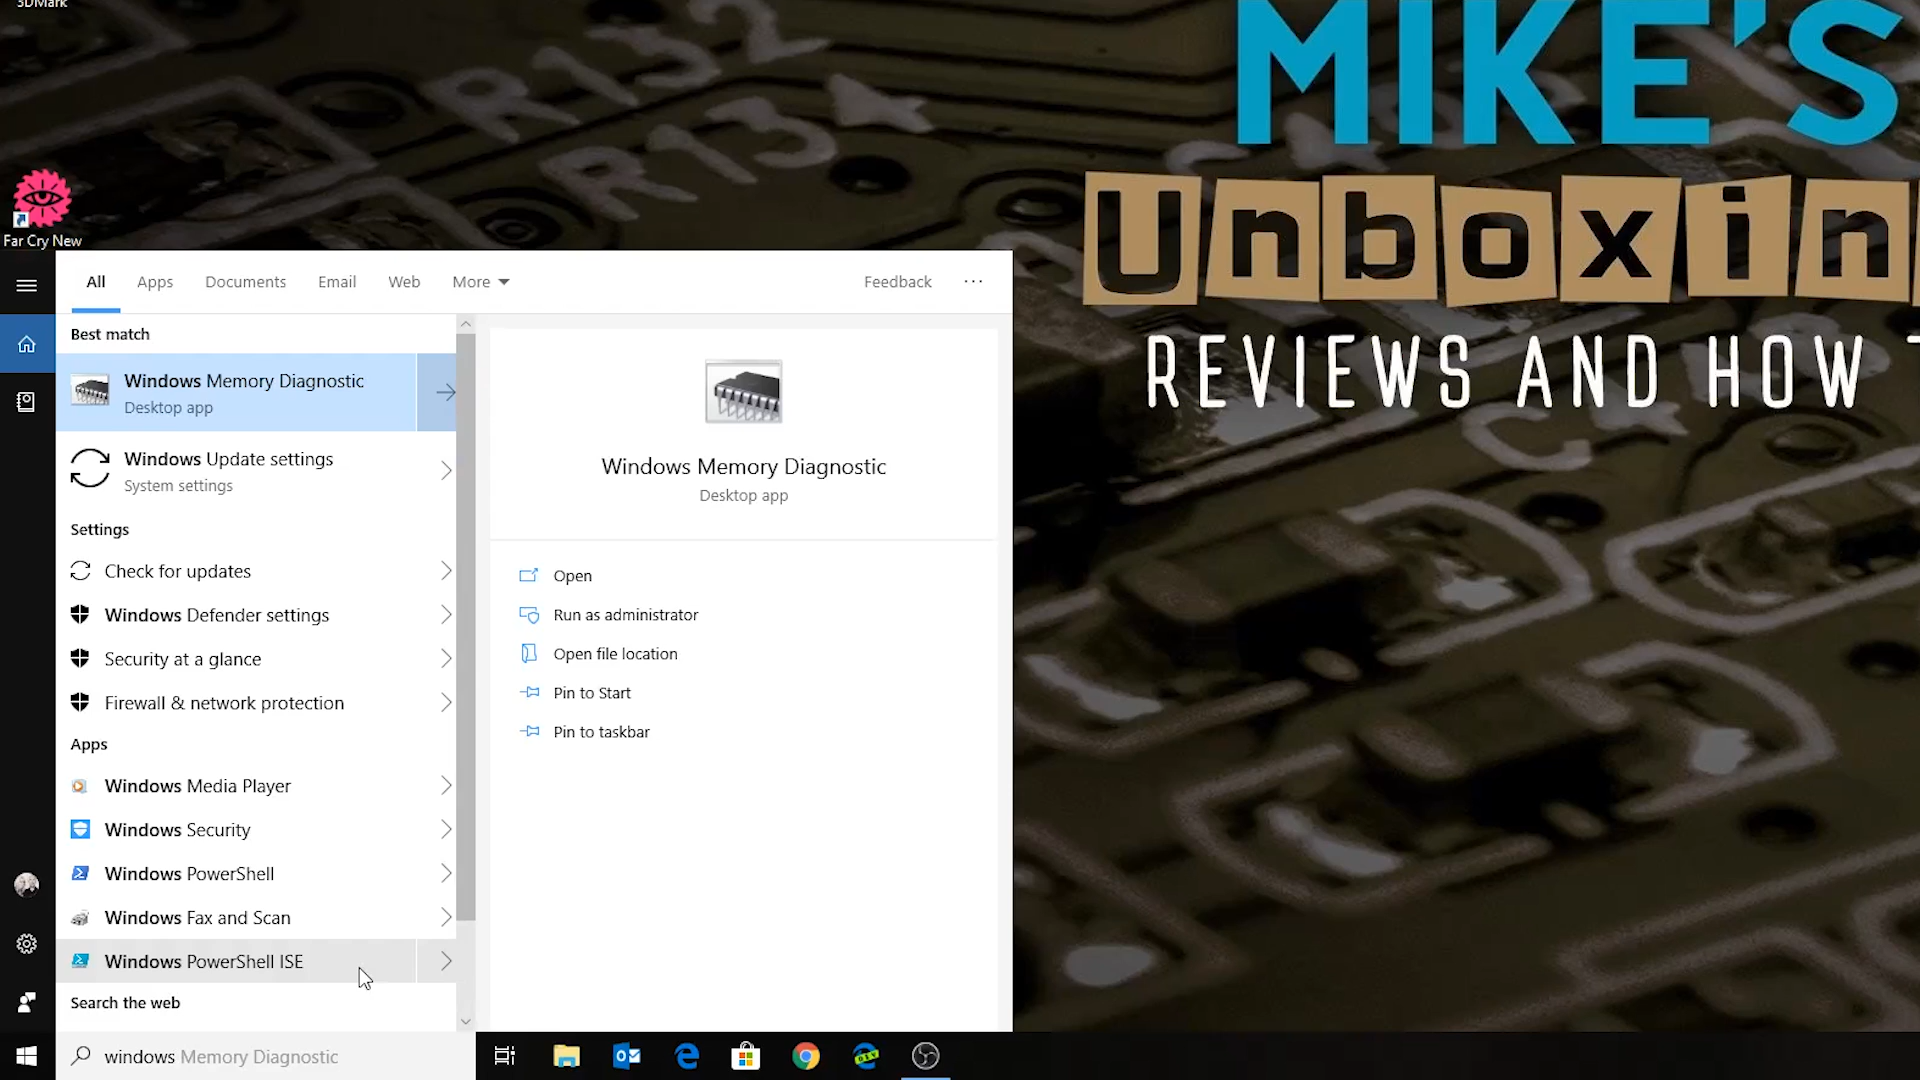 3DMark
MIKE'S
Unboxin
REVIEWS AND HOW T
R132
R13
Far Cry New
All Apps Documents Email Web More Feedback ...
Best match
Windows Memory Diagnostic
Desktop app
Windows Update settings
System settings
Settings
Check for updates
Windows Defender settings
Security at a glance
Firewall & network protection
Apps
Windows Media Player
Windows Security
Windows PowerShell
Windows Fax and Scan
Windows PowerShell ISE
Search the web
windows Memory Diagnostic
Windows Memory Diagnostic
Desktop app
Open
Run as administrator
Open file location
Pin to Start
Pin to taskbar